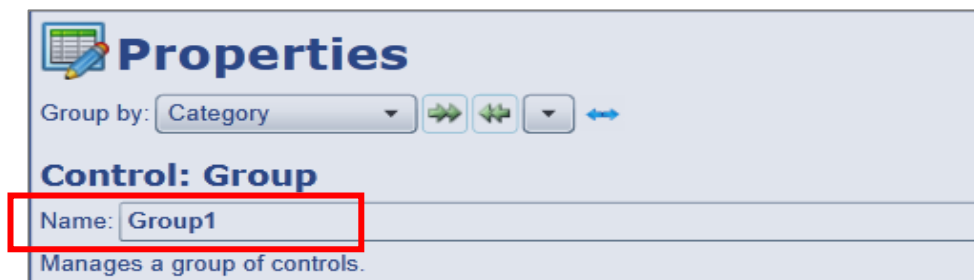 Properties
Group by: Category
Control: Group
Name: Group1
Manages a group of controls.